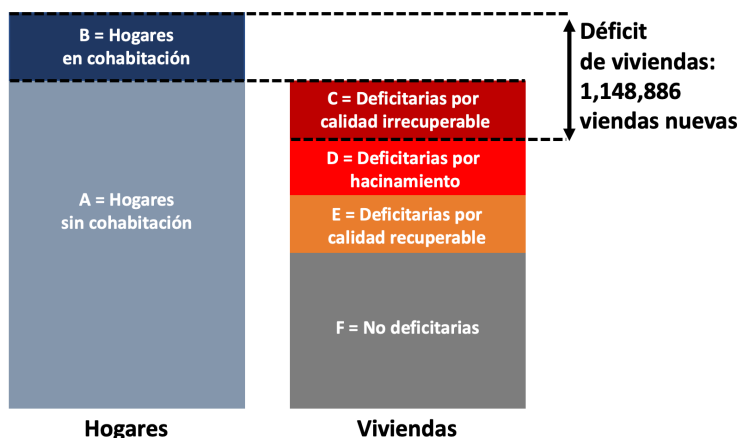 B = Hogares
en cohabitación
A = Hogares
sin cohabitación
Hogares
C = Deficitarias por
calidad irrecuperable
D = Deficitarias por
hacinamiento
E = Deficitarias por
calidad recuperable
F = No deficitarias
Viviendas
Déficit
de viviendas:
1,148,886
viendas nuevas